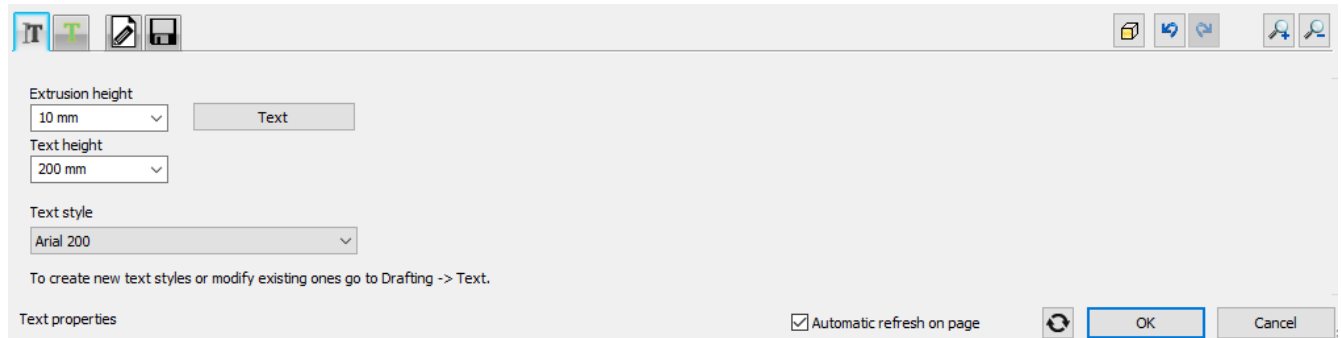 Extrusion height
10 mm
Text
Text height
200 mm
Text style
Arial 200
To create new text styles or modify existing ones go to Drafting -> Text.
Text properties
Automatic refresh on page
OK
Cancel